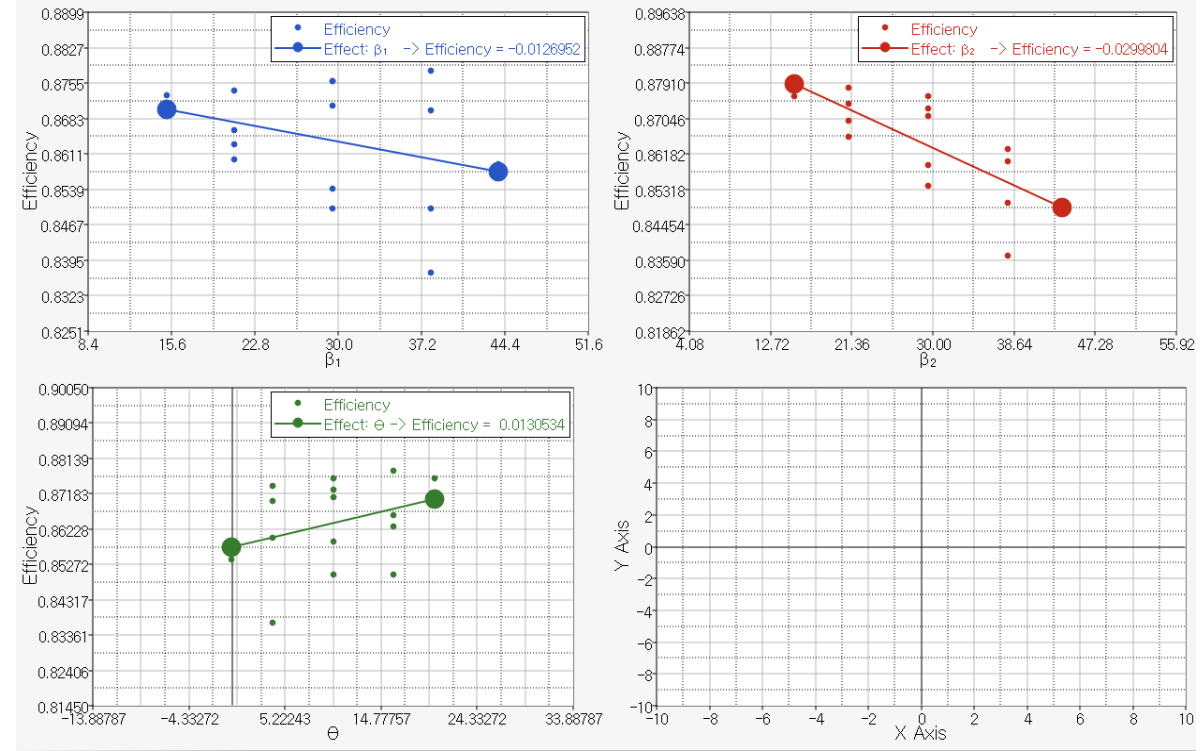 0.8899
0.8827
0.8755
0.8683
0.8611
0.8539
0.8467
0.8395
0.8323
0.8251
Efficiency
Efficiency
Effect: β₁ -> Efficiency = -0.0126952
8.4 15.6 22.8 30.0 37.2 44.4 51.6
β₁
0.89638
0.88774
0.87910
0.87046
0.86182
0.85318
0.84454
0.83590
0.82726
0.81862
Efficiency
Efficiency
Effect: β₂ -> Efficiency = -0.0299804
4.08 12.72 21.36 30.00 38.64 47.28 55.92
β₂
0.90050
0.89094
0.88139
0.87183
0.86228
0.85272
0.84317
0.83361
0.82406
0.81450
Efficiency
Efficiency
Effect: Θ -> Efficiency = 0.0130534
-13.88787 -4.33272 5.22243 14.77757 24.33272 33.88787
Θ
10
8
6
4
2
0
-2
-4
-6
-8
-10
Y Axis
-10 -8 -6 -4 -2 0 2 4 6 8 10
X Axis